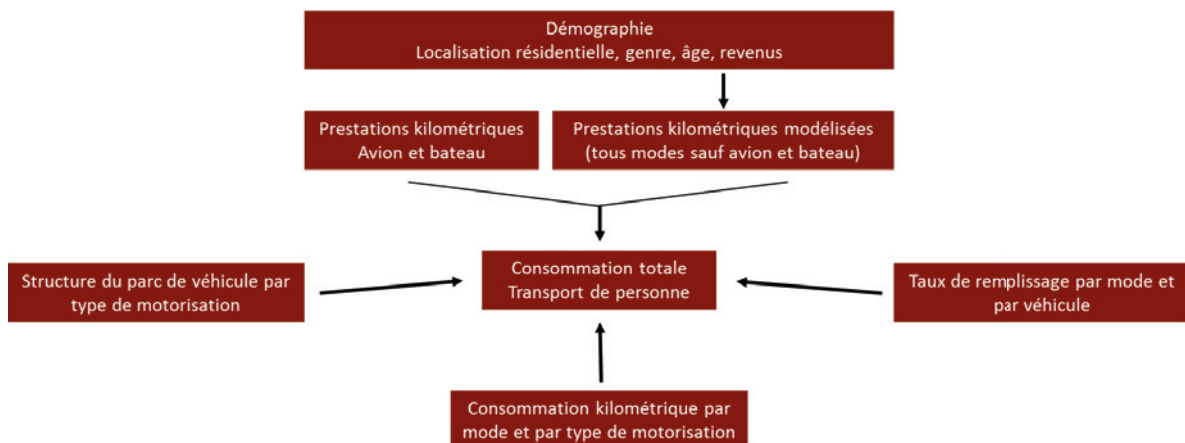 Démographie
Localisation résidentielle, genre, âge, revenus
Prestations kilométriques
Avion et bateau
Prestations kilométriques modélisées
(tous modes sauf avion et bateau)
Structure du parc de véhicule par
type de motorisation
Consommation totale
Transport de personne
Taux de remplissage par mode et
par véhicule
Consommation kilométrique par
mode et par type de motorisation